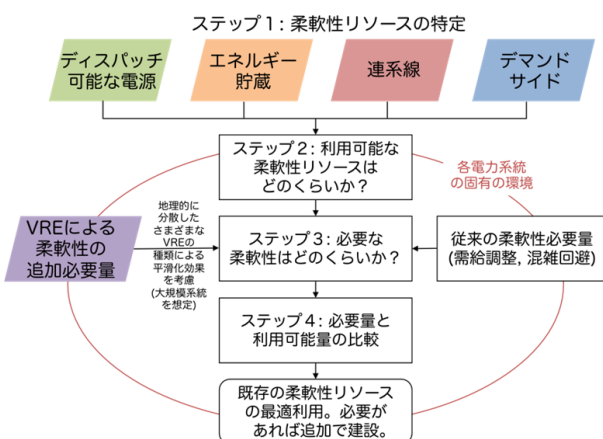 ステップ１: 柔軟性リソースの特定
ディスパッチ
可能な電源
エネルギー
貯蔵
連系線
デマンド
サイド
ステップ２: 利用可能な
柔軟性リソースは
どのくらいか？
各電力系統
の固有の環境
VREによる
柔軟性の
追加必要量
地理的に
分散した
さまざまな
VREの
種類による
平滑化効果
を考慮
(大規模系統
を想定)
ステップ３: 必要な
柔軟性はどのくらいか？
従来の柔軟性必要量
(需給調整, 混雑回避)
ステップ４: 必要量と
利用可能量の比較
既存の柔軟性リソース
の最適利用。必要が
あれば追加で建設。